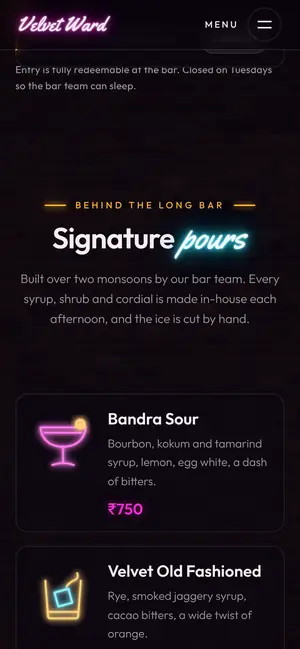 Velvet Ward
MENU
Entry is fully redeemable at the bar. Closed on Tuesdays
so the bar team can sleep.
BEHIND THE LONG BAR
Signature pours
Built over two monsoons by our bar team. Every
syrup, shrub and cordial is made in-house each
afternoon, and the ice is cut by hand.
Bandra Sour
Bourbon, kokum and tamarind
syrup, lemon, egg white, a dash
of bitters.
₹750
Velvet Old Fashioned
Rye, smoked jaggery syrup,
cacao bitters, a wide twist of
orange.